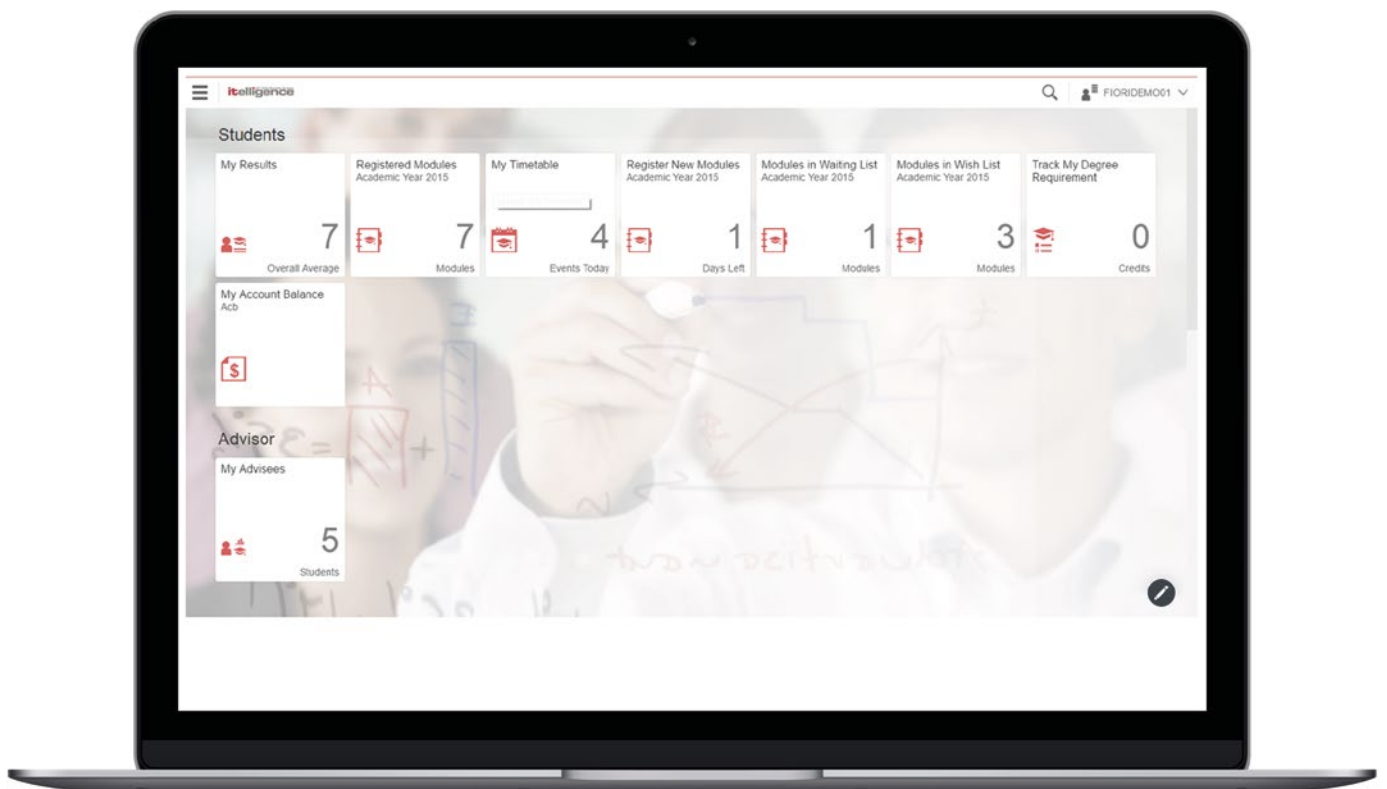 itelligence
FIORIDEMO01
Students
My Results
7
Overall Average
Registered Modules
Academic Year 2015
7
Modules
My Timetable
4
Events Today
Register New Modules
Academic Year 2015
1
Days Left
Modules in Waiting List
Academic Year 2015
1
Modules
Modules in Wish List
Academic Year 2015
3
Modules
Track My Degree
Requirement
0
Credits
My Account Balance
Acb
$
Advisor
My Advisees
5
Students